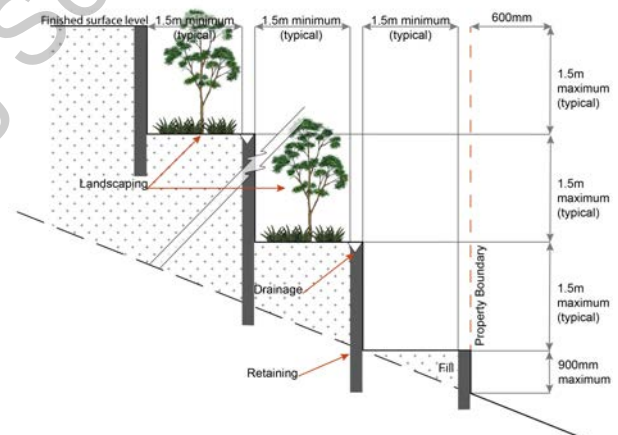 Finished surface level
1.5m minimum
(typical)
1.5m minimum
(typical)
1.5m minimum
(typical)
600mm
1.5m
maximum
(typical)
Landscaping
1.5m
maximum
(typical)
Drainage
Property Boundary
1.5m
maximum
(typical)
Retaining
Fill
900mm
maximum